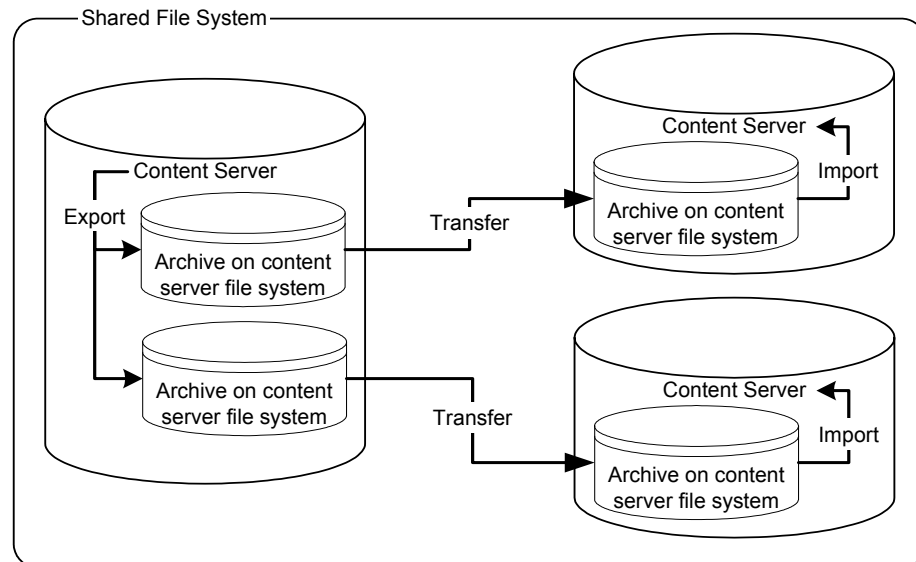 Shared File System
Content Server
Export
Archive on content
server file system
Archive on content
server file system
Transfer
Transfer
Content Server
Import
Archive on content
server file system
Content Server
Import
Archive on content
server file system